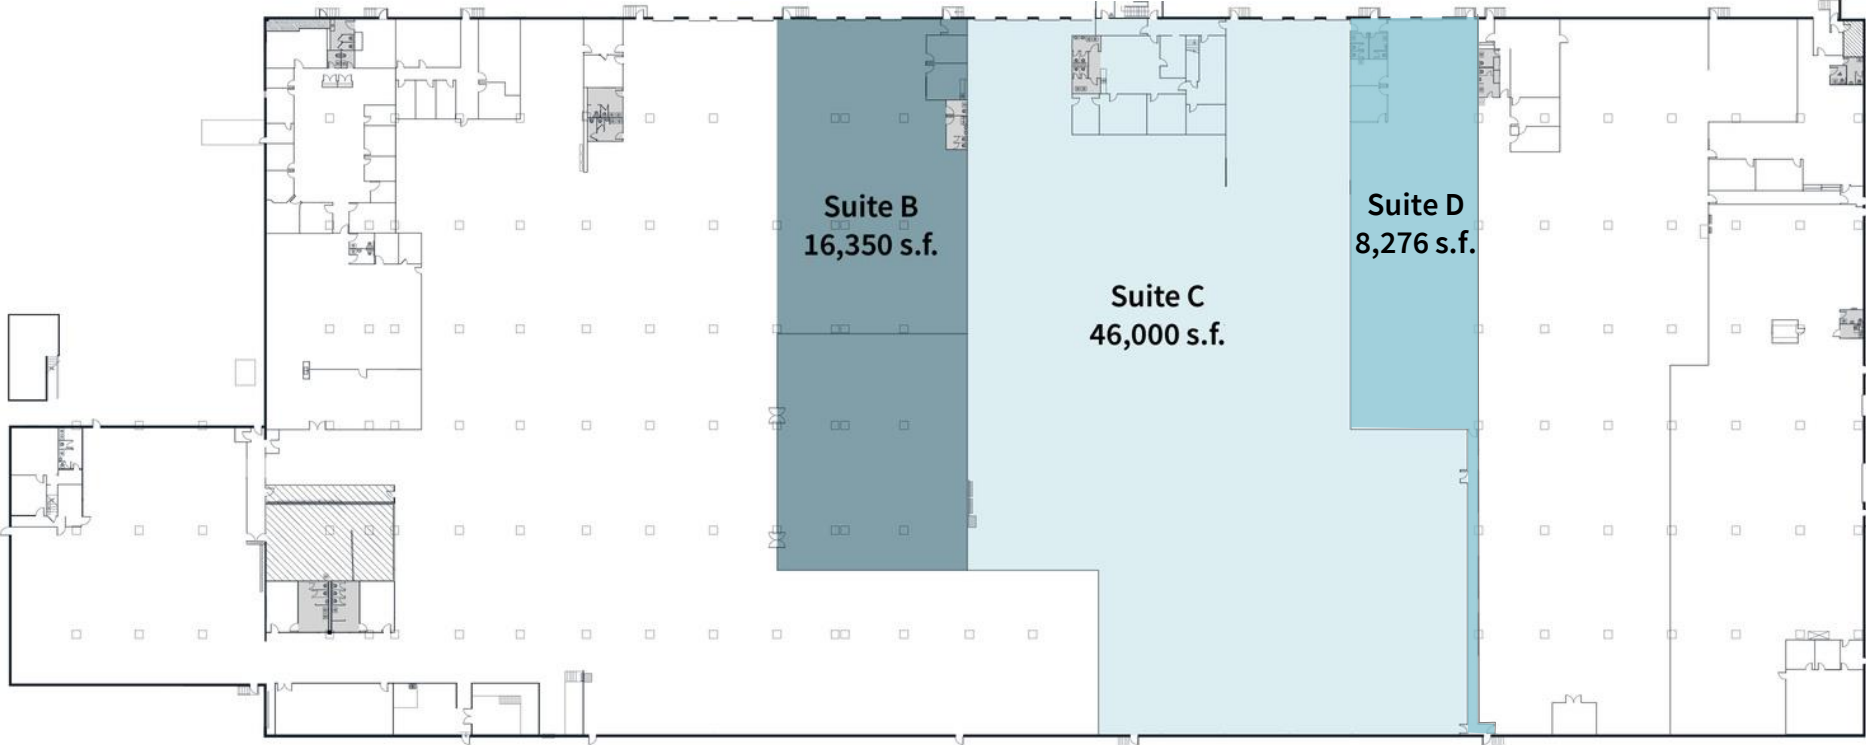 Suite B
16,350 s.f.
Suite C
46,000 s.f.
Suite D
8,276 s.f.